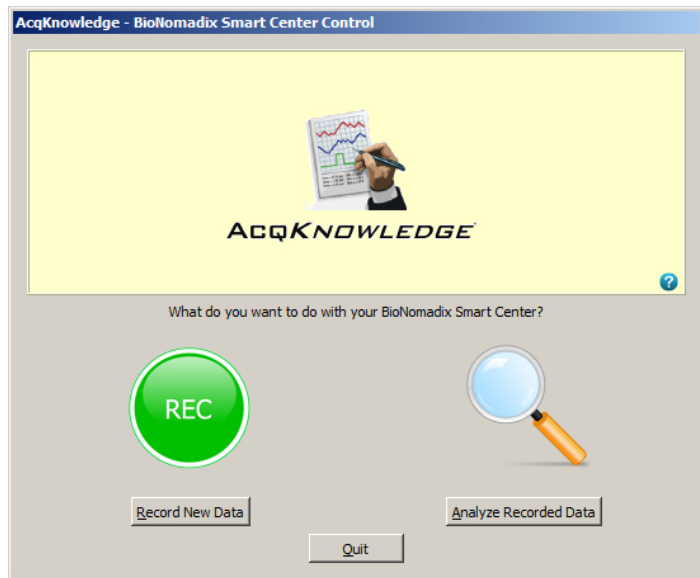 AcqKnowledge - BioNomadix Smart Center Control
ACQKNOWLEDGE
?
What do you want to do with your BioNomadix Smart Center?
REC
Record New Data
Analyze Recorded Data
Quit